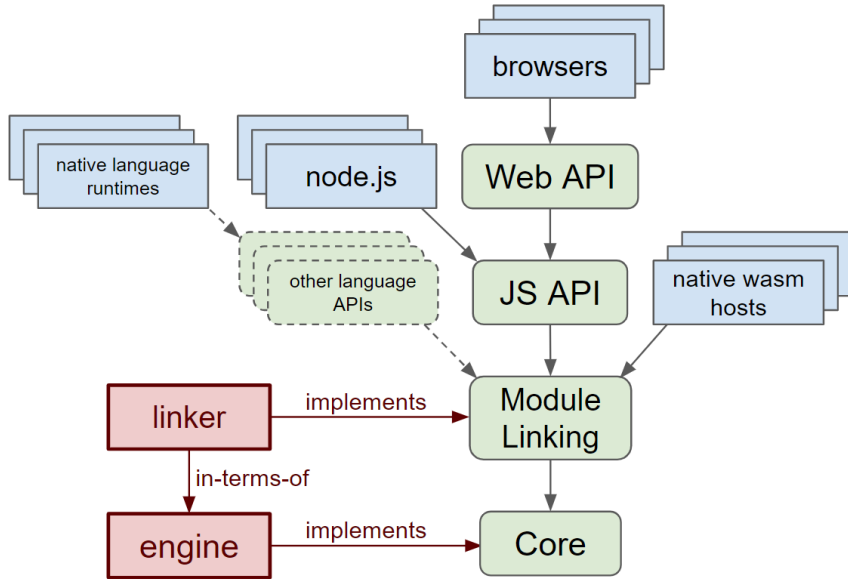 browsers
native language
runtimes
node.js
Web API
other language
APIs
JS API
native wasm
hosts
linker
implements
Module
Linking
in-terms-of
engine
implements
Core